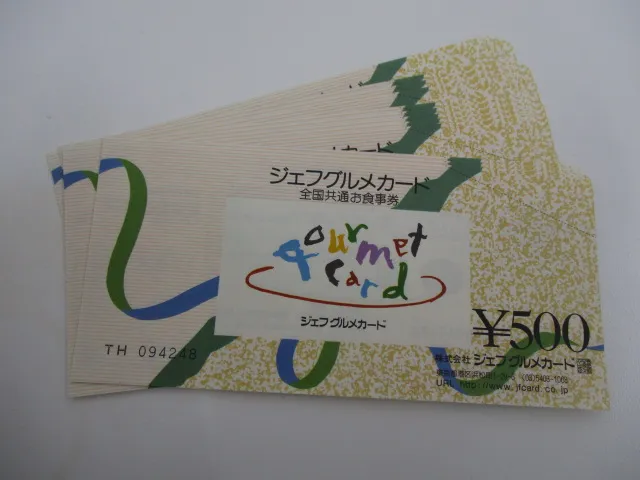 ジェフグルメカード
全国共通お食事券
gourmet
card
ジェフグルメカード
¥500
TH 094248
株式会社 ジェフグルメカード
URL http://www.jfcard.co.jp